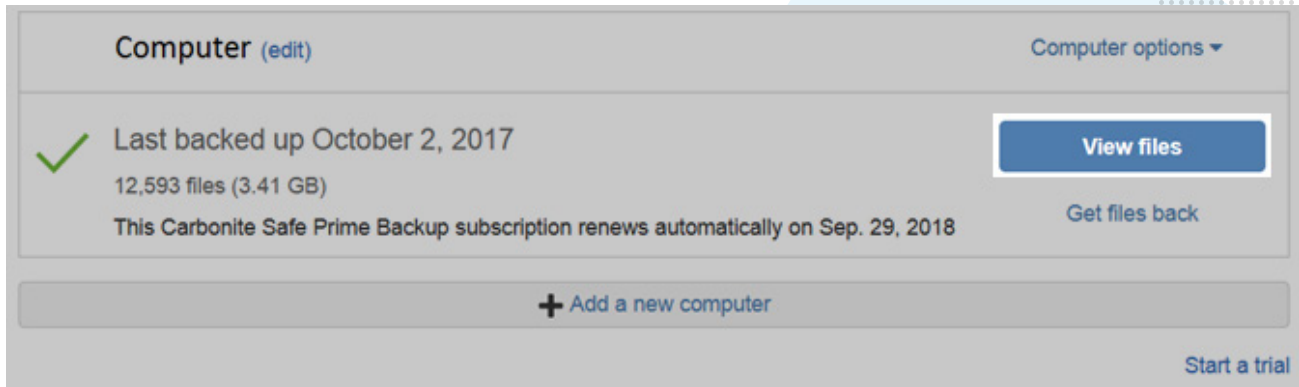 Computer (edit)
Computer options
Last backed up October 2, 2017
View files
12,593 files (3.41 GB)
Get files back
This Carbonite Safe Prime Backup subscription renews automatically on Sep. 29, 2018
Add a new computer
Start a trial